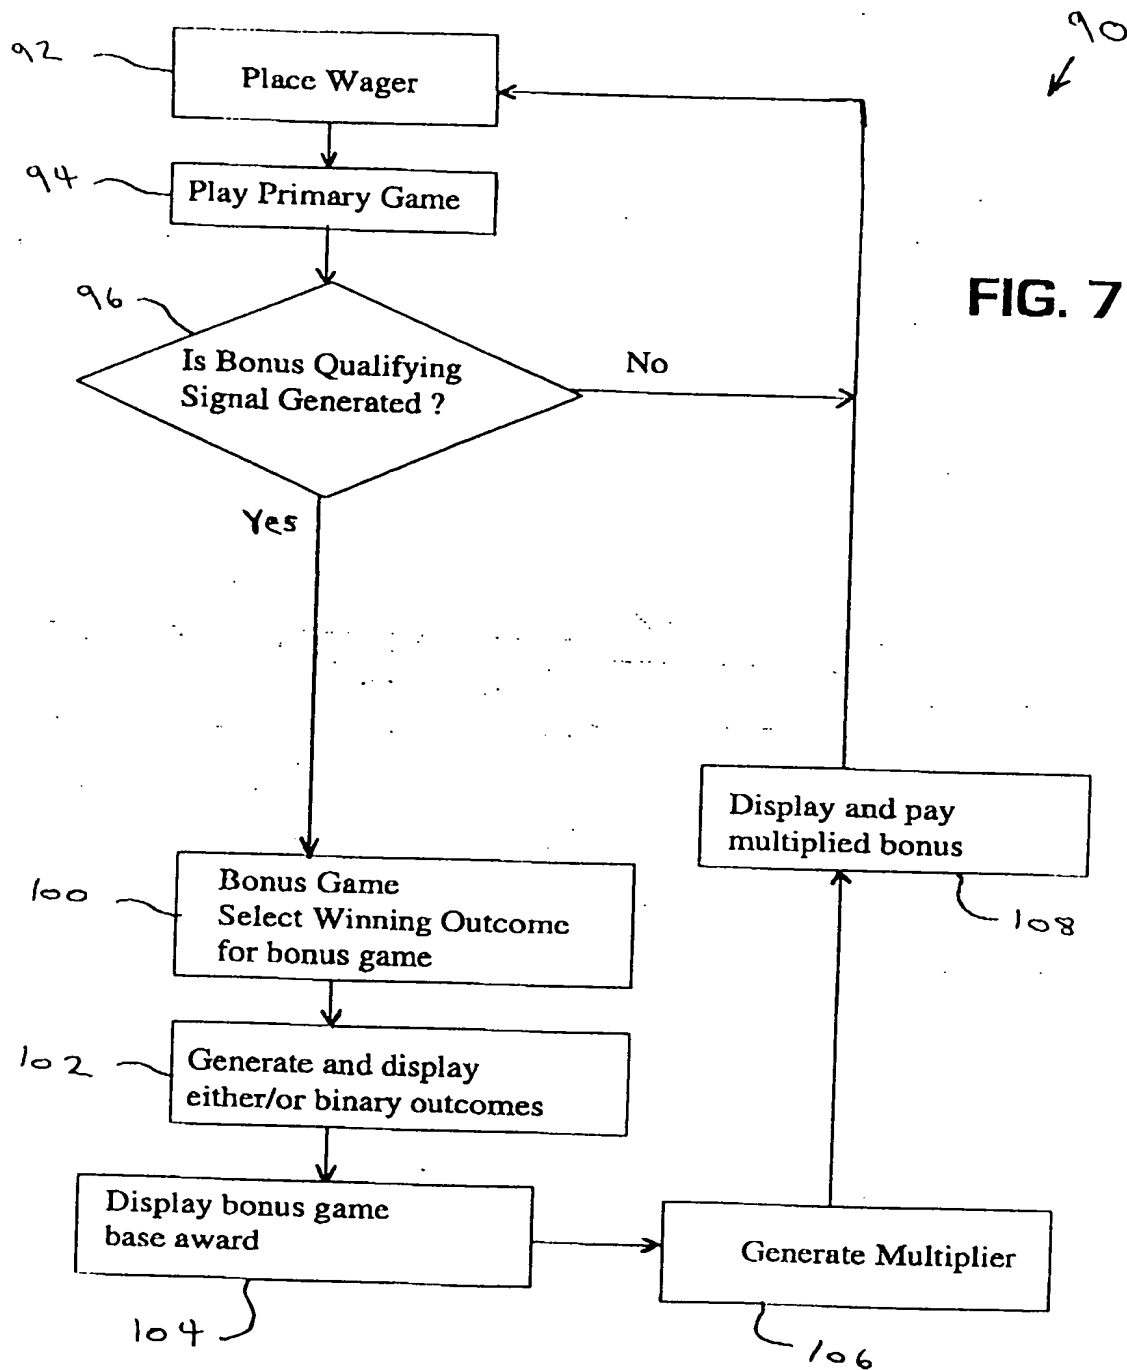 90
92
Place Wager
94
Play Primary Game
FIG. 7
96
Is Bonus Qualifying
Signal Generated ?
No
Yes
Display and pay
multiplied bonus
108
100
Bonus Game
Select Winning Outcome
for bonus game
102
Generate and display
either/or binary outcomes
Display bonus game
base award
104
Generate Multiplier
106